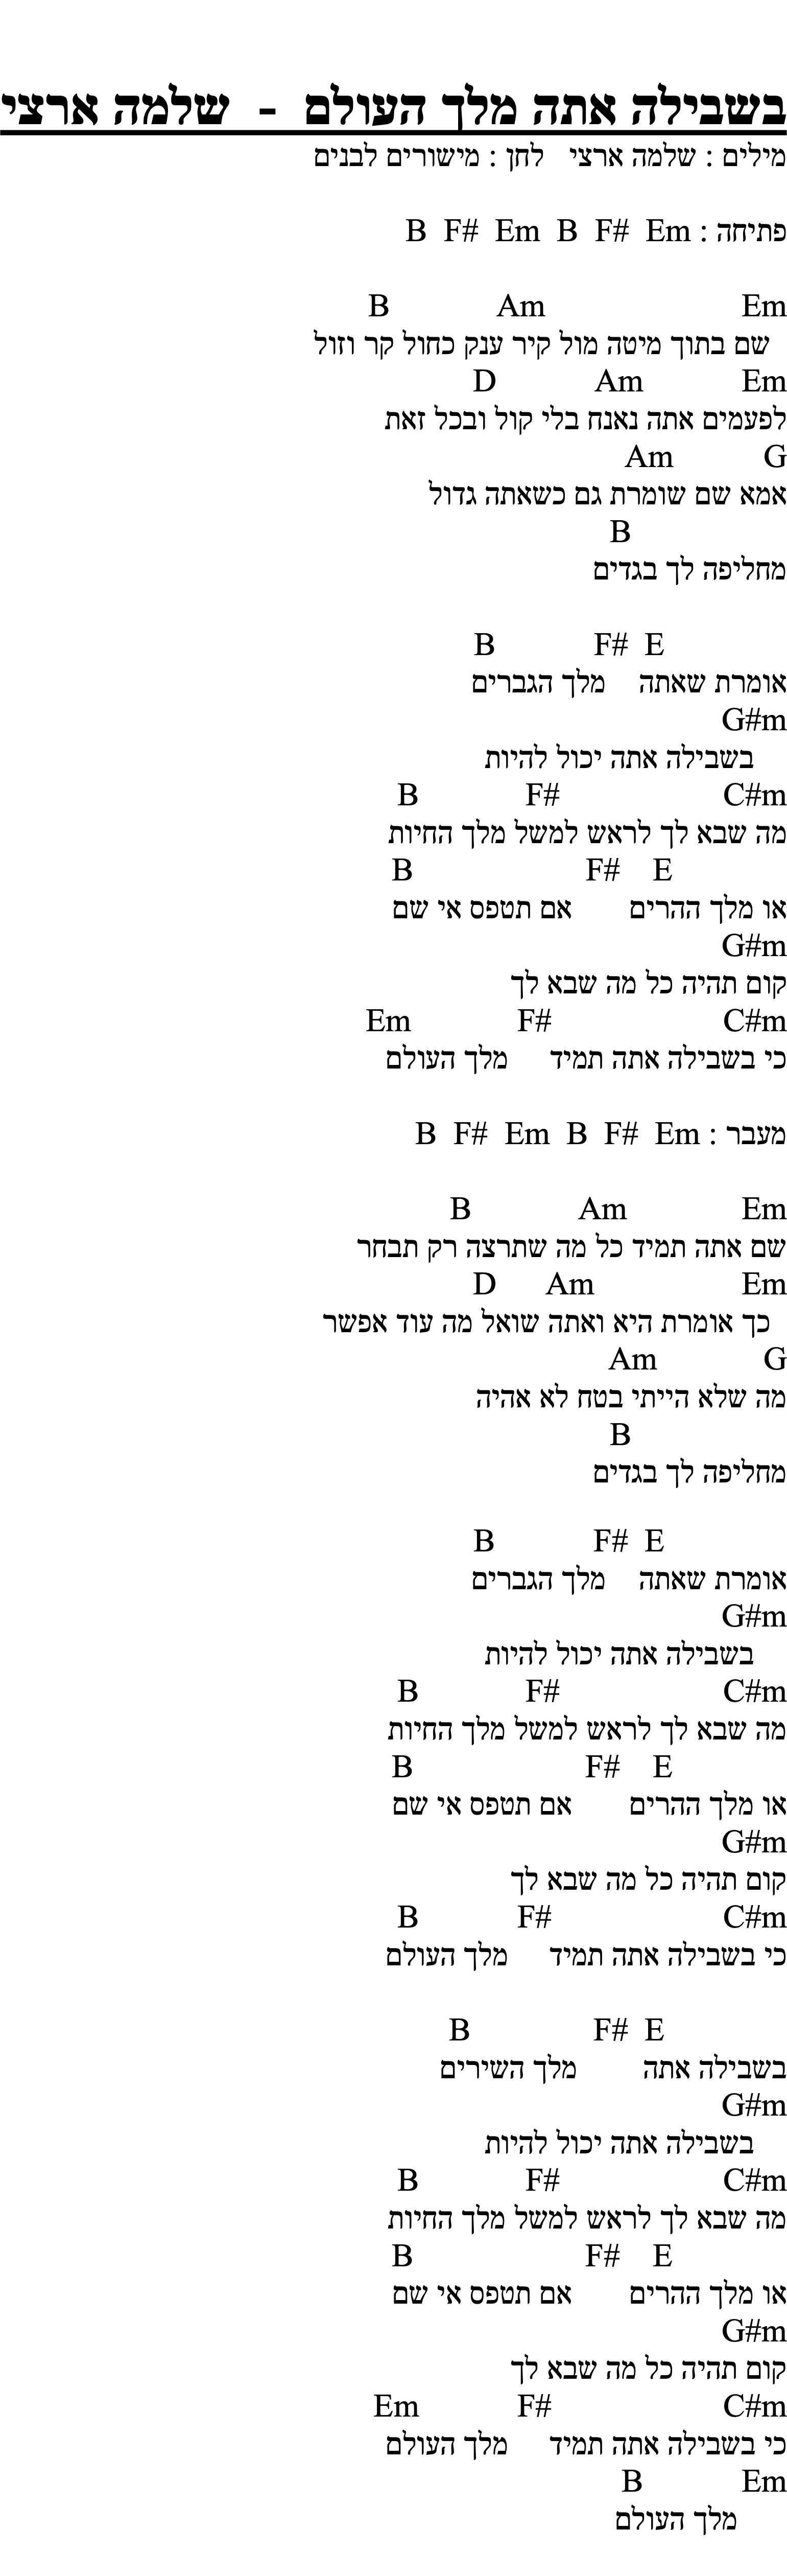 בשבילה אתה מלך העולם - שלמה ארצי
מילים : שלמה ארצי לחן : מישורים לבנים
פתיחה : B F# Em B F# Em
B Am Em
שם בתוך מיטה מול קיר ענק כחול קר וזול
D Am Em
לפעמים אתה נאנח בלי קול ובכל זאת
Am G
אמא שם שומרת גם כשאתה גדול
B
מחליפה לך בגדים
B F# E
אומרת שאתה מלך הגברים
G#m
בשבילה אתה יכול להיות
B F# C#m
מה שבא לך לראש למשל מלך החיות
B F# E
או מלך ההרים אם תטפס אי שם
G#m
קום תהיה כל מה שבא לך
Em F# C#m
כי בשבילה אתה תמיד מלך העולם
מעבר : B F# Em B F# Em
B Am Em
שם אתה תמיד כל מה שתרצה רק תבחר
D Am Em
כך אומרת היא ואתה שואל מה עוד אפשר
Am G
מה שלא הייתי בטח לא אהיה
B
מחליפה לך בגדים
B F# E
אומרת שאתה מלך הגברים
G#m
בשבילה אתה יכול להיות
B F# C#m
מה שבא לך לראש למשל מלך החיות
B F# E
או מלך ההרים אם תטפס אי שם
G#m
קום תהיה כל מה שבא לך
B F# C#m
כי בשבילה אתה תמיד מלך העולם
B F# E
בשבילה אתה מלך השירים
G#m
בשבילה אתה יכול להיות
B F# C#m
מה שבא לך לראש למשל מלך החיות
B F# E
או מלך ההרים אם תטפס אי שם
G#m
קום תהיה כל מה שבא לך
Em F# C#m
כי בשבילה אתה תמיד מלך העולם
B Em
מלך העולם